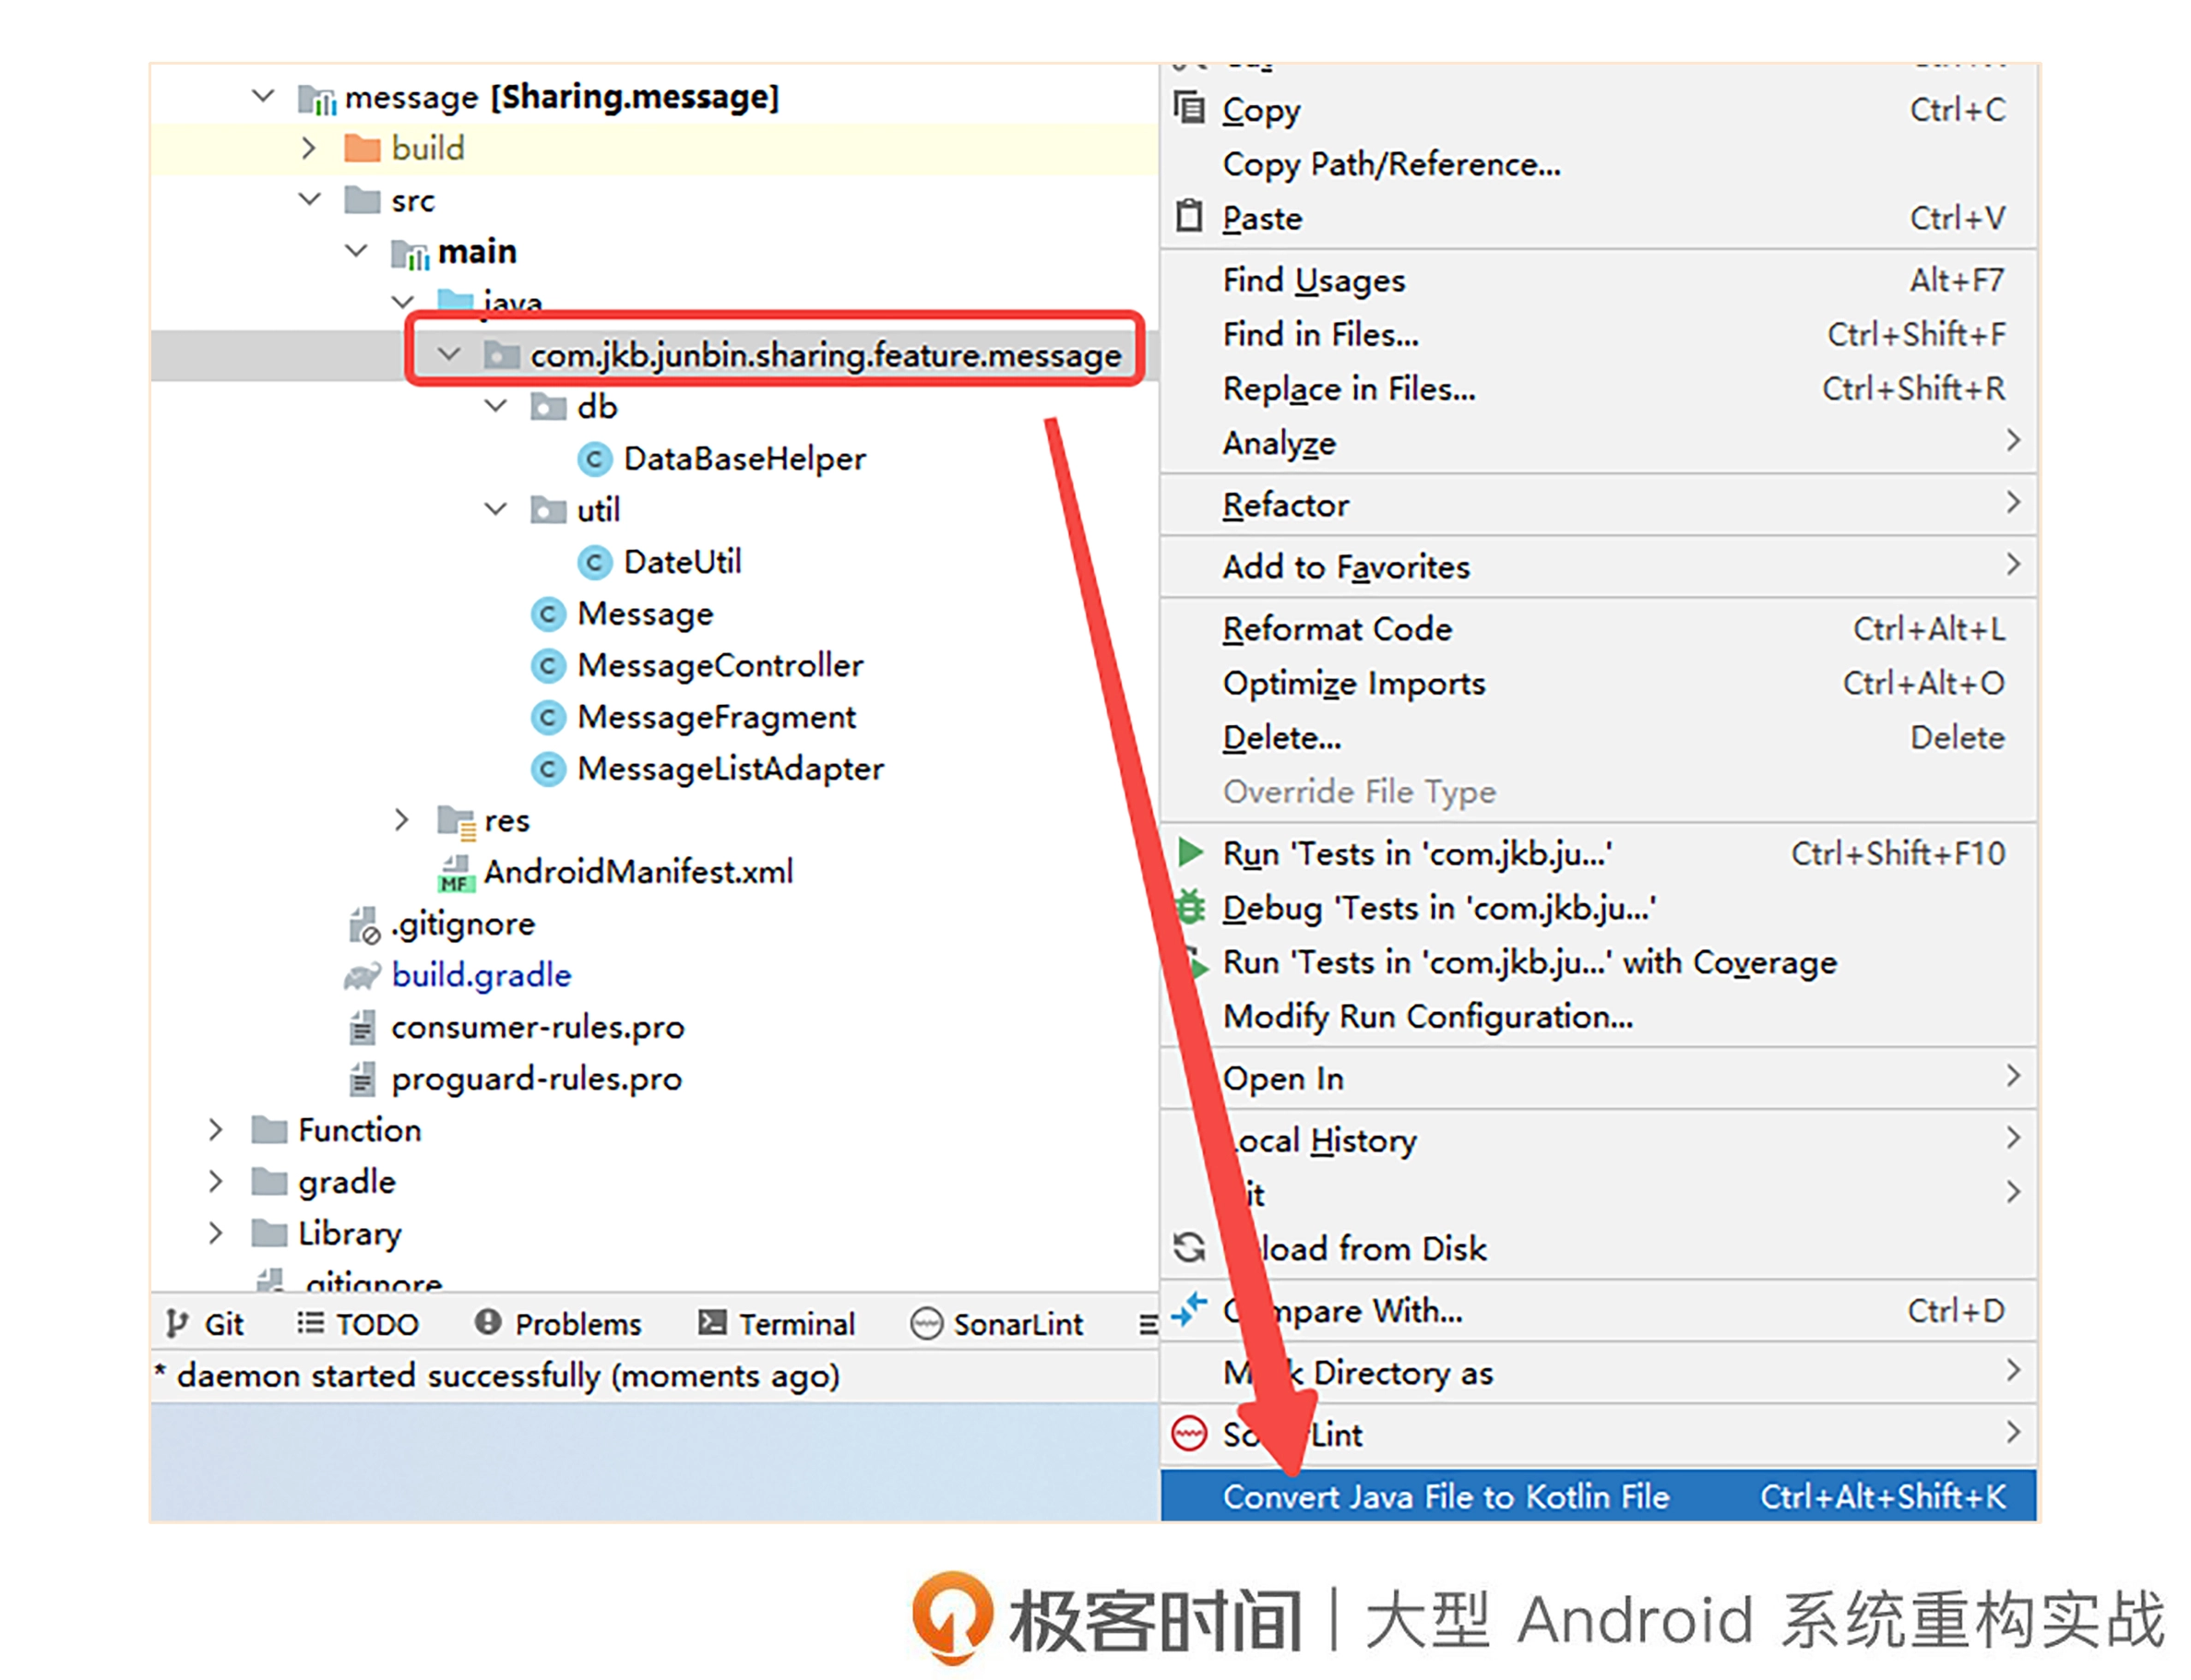 message [Sharing.message]
build
src
main
java
com.jkb.junbin.sharing.feature.message
db
C DataBaseHelper
util
C DateUtil
C Message
C MessageController
C MessageFragment
C MessageListAdapter
res
MF AndroidManifest.xml
.gitignore
build.gradle
consumer-rules.pro
proguard-rules.pro
Function
gradle
Library
.gitignore
Git TODO Problems Terminal SonarLint
* daemon started successfully (moments ago)
Copy Ctrl+C
Copy Path/Reference...
Paste Ctrl+V
Find Usages Alt+F7
Find in Files... Ctrl+Shift+F
Replace in Files... Ctrl+Shift+R
Analyze
Refactor
Add to Favorites
Reformat Code Ctrl+Alt+L
Optimize Imports Ctrl+Alt+O
Delete... Delete
Override File Type
Run 'Tests in 'com.jkb.ju...' Ctrl+Shift+F10
Debug 'Tests in 'com.jkb.ju...'
Run 'Tests in 'com.jkb.ju...' with Coverage
Modify Run Configuration...
Open In
Local History
from Disk
Compare With... Ctrl+D
Mark Directory as
SonarLint
Convert Java File to Kotlin File Ctrl+Alt+Shift+K
极客时间 | 大型 Android 系统重构实战